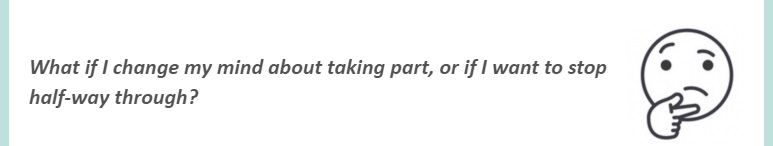 What if I change my mind about taking part, or if I want to stop
half-way through?